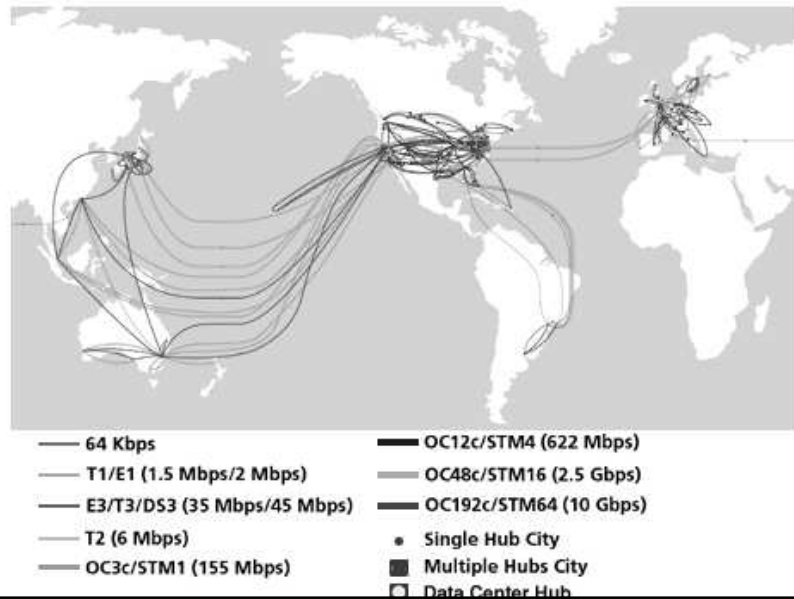 64 Kbps
T1/E1 (1.5 Mbps/2 Mbps)
E3/T3/DS3 (35 Mbps/45 Mbps)
T2 (6 Mbps)
OC3c/STM1 (155 Mbps)
OC12c/STM4 (622 Mbps)
OC48c/STM16 (2.5 Gbps)
OC192c/STM64 (10 Gbps)
Single Hub City
Multiple Hubs City
Data Center Hub